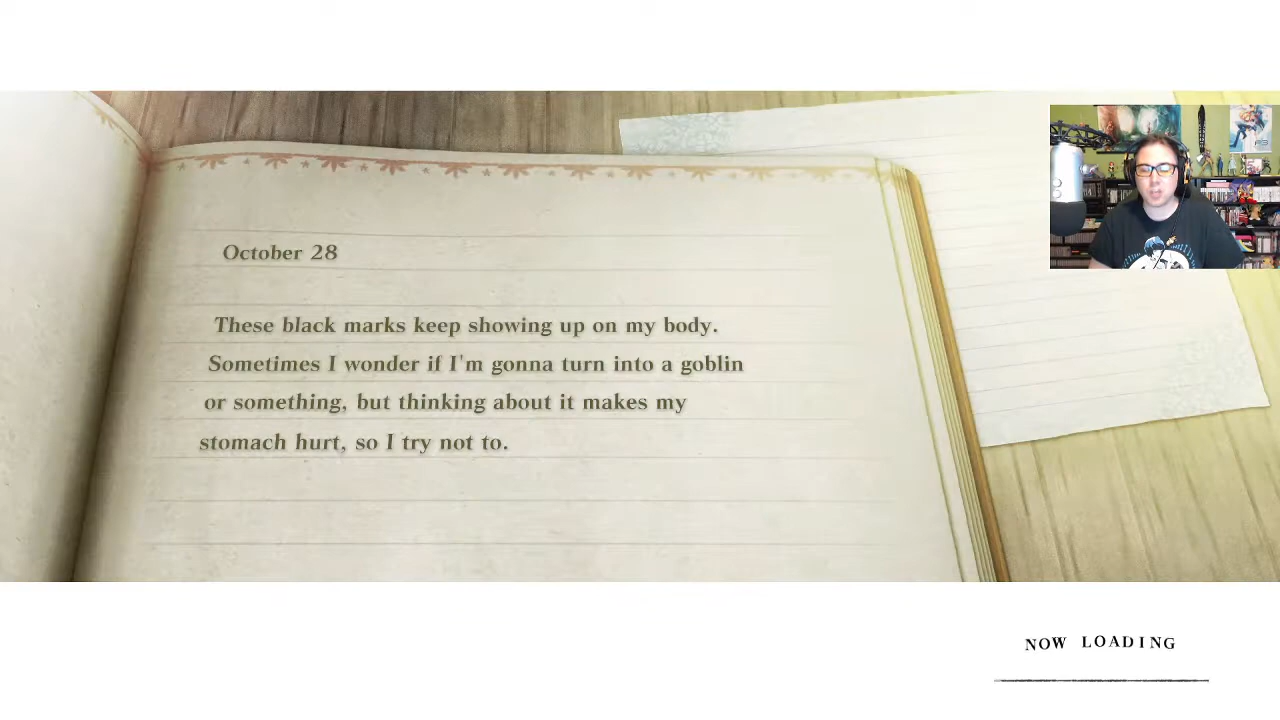 October 28
These black marks keep showing up on my body.
Sometimes I wonder if I'm gonna turn into a goblin
or something, but thinking about it makes my
stomach hurt, so I try not to.
NOW LOADING